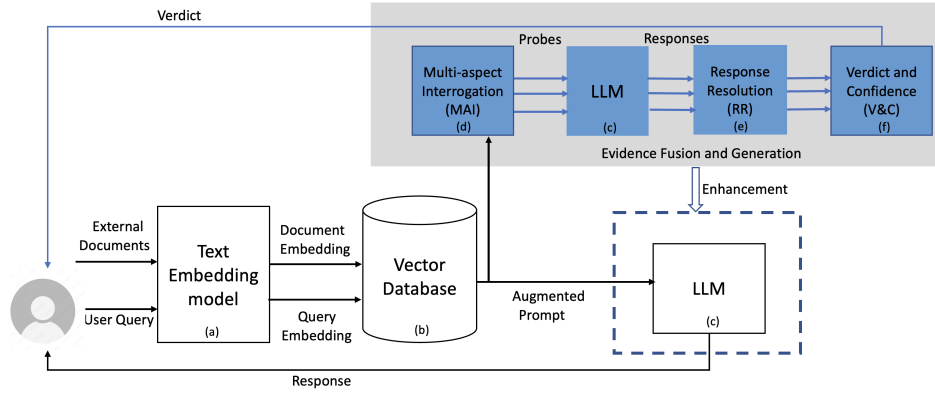 Verdict
Probes
Responses
Multi-aspect
Interrogation
(MAI)
(d)
LLM
(c)
Response
Resolution
(RR)
(e)
Verdict and
Confidence
(V&C)
(f)
Evidence Fusion and Generation
Enhancement
External
Documents
User Query
Text
Embedding
model
(a)
Document
Embedding
Query
Embedding
Vector
Database
(b)
Augmented
Prompt
LLM
(c)
Response